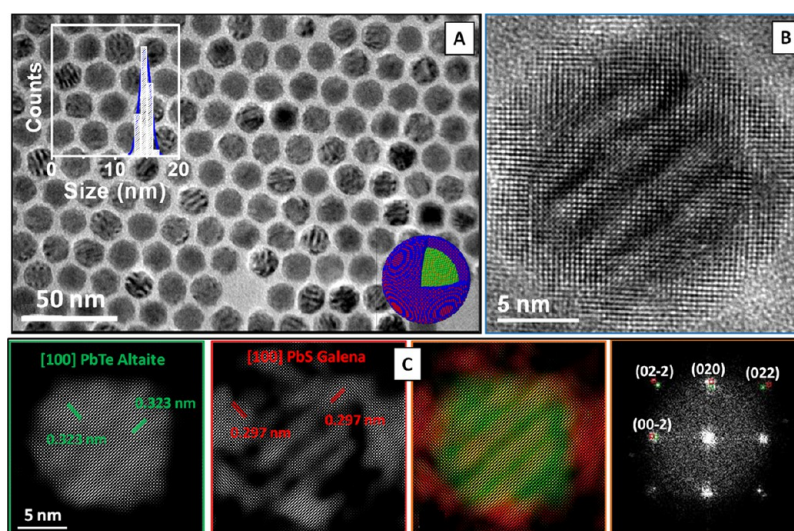 A
Counts
0
10
20
Size (nm)
50 nm
B
5 nm
C
[100] PbTe Altaite
0.323 nm
0.323 nm
5 nm
[100] PbS Galena
0.297 nm
0.297 nm
(02-2)
(020)
(022)
(00-2)